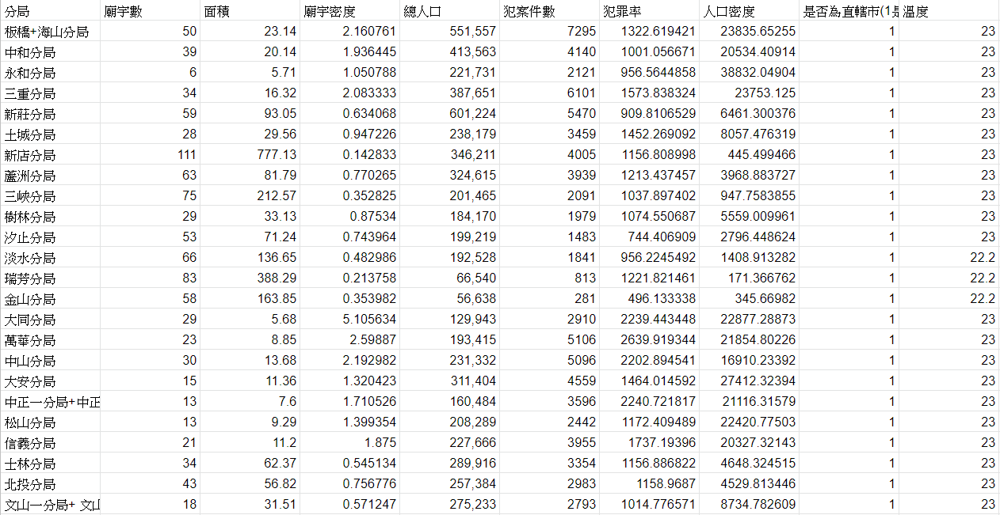 分局 廟宇數 面積 廟宇密度 總人口 犯案件數 犯罪率 人口密度 是否為直轄市(1是 溫度
板橋+海山分局 50 23.14 2.160761 551,557 7295 1322.619421 23835.65255 1 23
中和分局 39 20.14 1.936445 413,563 4140 1001.056671 20534.40914 1 23
永和分局 6 5.71 1.050788 221,731 2121 956.5644858 38832.04904 1 23
三重分局 34 16.32 2.083333 387,651 6101 1573.838324 23753.125 1 23
新莊分局 59 93.05 0.634068 601,224 5470 909.8106529 6461.300376 1 23
土城分局 28 29.56 0.947226 238,179 3459 1452.269092 8057.476319 1 23
新店分局 111 777.13 0.142833 346,211 4005 1156.808998 445.499466 1 23
蘆洲分局 63 81.79 0.770265 324,615 3939 1213.437457 3968.883727 1 23
三峽分局 75 212.57 0.352825 201,465 2091 1037.897402 947.7583855 1 23
樹林分局 29 33.13 0.87534 184,170 1979 1074.550687 5559.009961 1 23
汐止分局 53 71.24 0.743964 199,219 1483 744.406909 2796.448624 1 23
淡水分局 66 136.65 0.482986 192,528 1841 956.2245492 1408.913282 1 22.2
瑞芳分局 83 388.29 0.213758 66,540 813 1221.821461 171.366762 1 22.2
金山分局 58 163.85 0.353982 56,638 281 496.133338 345.66982 1 22.2
大同分局 29 5.68 5.105634 129,943 2910 2239.443448 22877.28873 1 23
萬華分局 23 8.85 2.59887 193,415 5106 2639.919344 21854.80226 1 23
中山分局 30 13.68 2.192982 231,332 5096 2202.894541 16910.23392 1 23
大安分局 15 11.36 1.320423 311,404 4559 1464.014592 27412.32394 1 23
中正一分局+中正 13 7.6 1.710526 160,484 3596 2240.721817 21116.31579 1 23
松山分局 13 9.29 1.399354 208,289 2442 1172.409489 22420.77503 1 23
信義分局 21 11.2 1.875 227,666 3955 1737.19396 20327.32143 1 23
士林分局 34 62.37 0.545134 289,916 3354 1156.886822 4648.324515 1 23
北投分局 43 56.82 0.756776 257,384 2983 1158.9687 4529.813446 1 23
文山一分局+ 文山 18 31.51 0.571247 275,233 2793 1014.776571 8734.782609 1 23